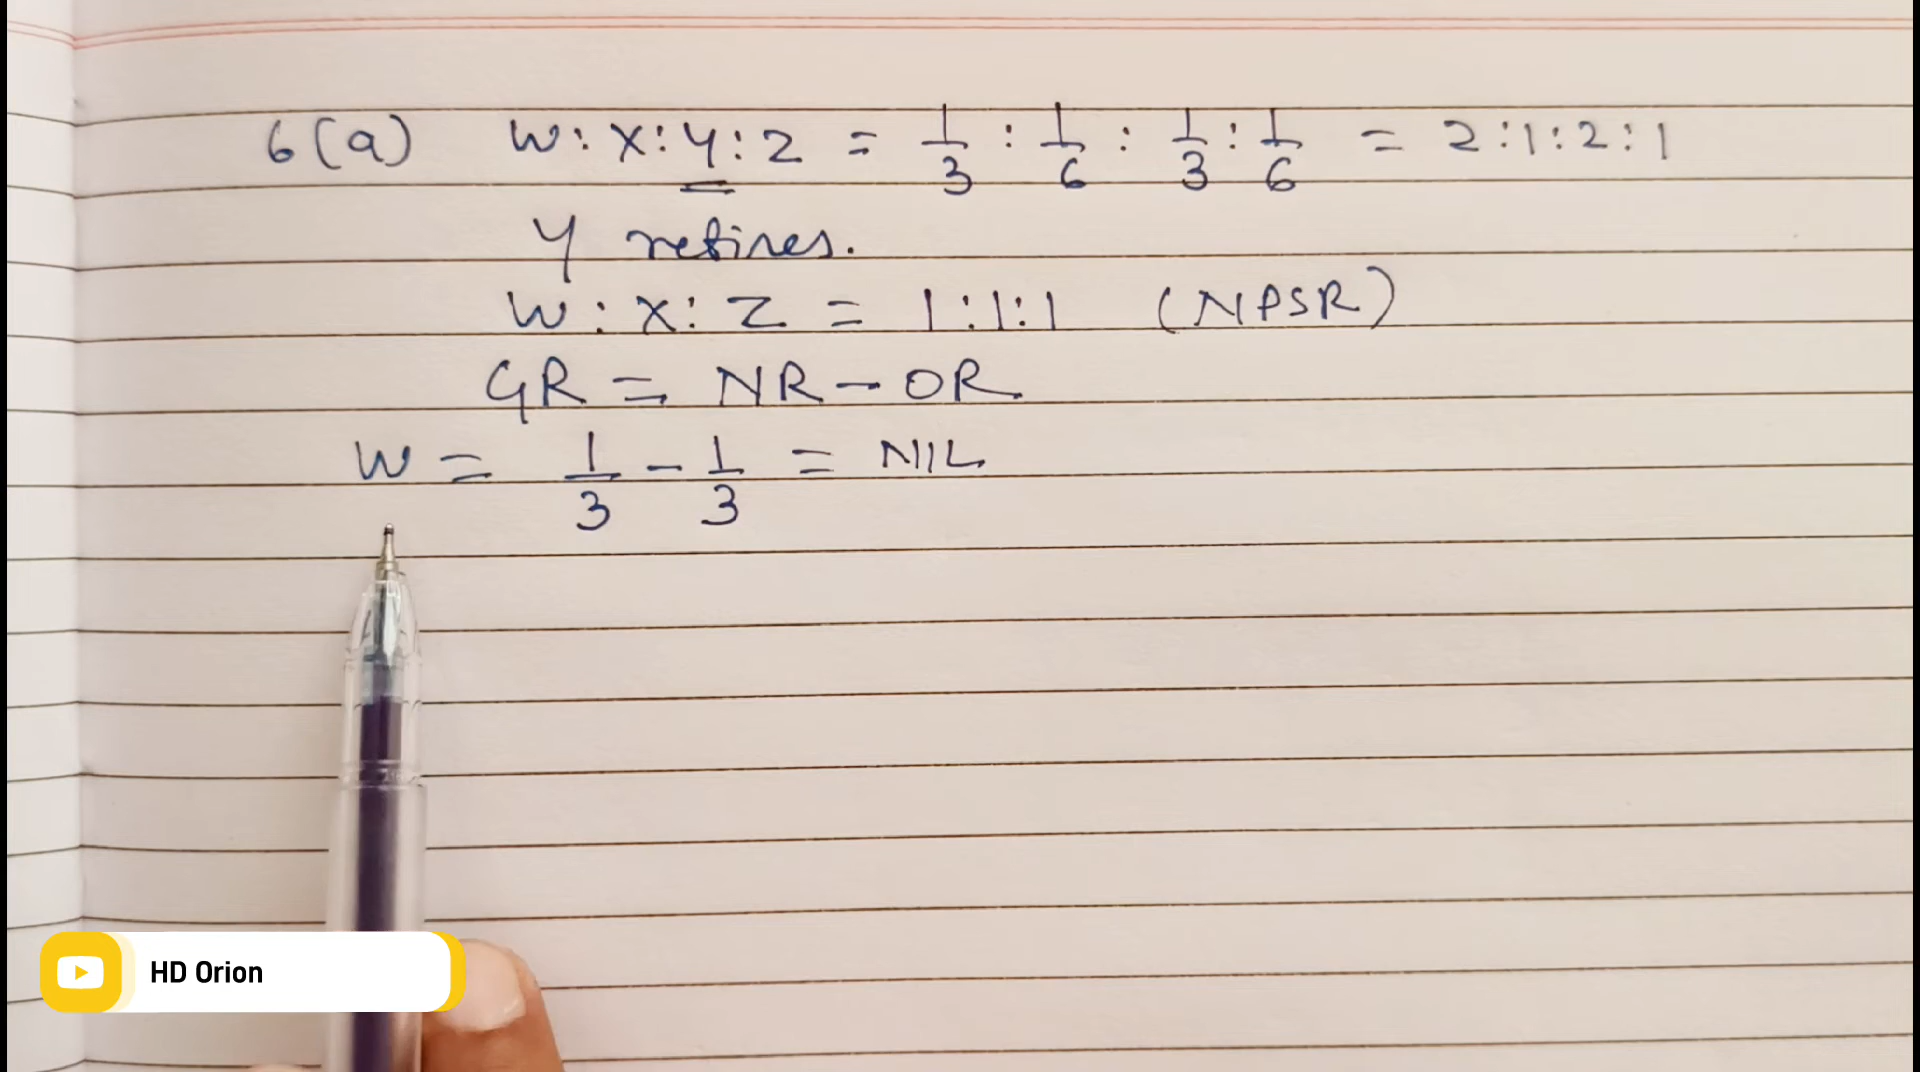 6(a) W : X : Y : Z = 1/3 : 1/6 : 1/3 : 1/6 = 2 : 1 : 2 : 1
Y retires.
W : X : Z = 1 : 1 : 1 (NPSR)
GR = NR - OR
W = 1/3 - 1/3 = NIL
HD Orion